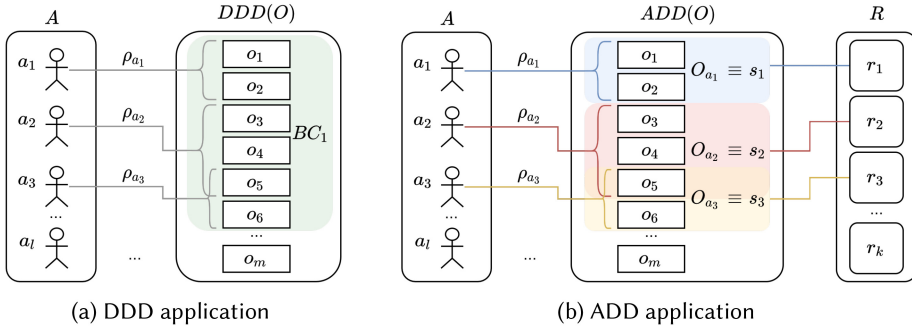 A
DDD(O)
a₁
ρₐ₁
o₁
o₂
a₂
ρₐ₂
o₃
BC₁
o₄
a₃
ρₐ₃
o₅
o₆
...
...
aₗ
...
oₘ
(a) DDD application
A
ADD(O)
R
a₁
ρₐ₁
o₁
Oₐ₁ ≡ s₁
r₁
o₂
a₂
ρₐ₂
o₃
r₂
o₄
Oₐ₂ ≡ s₂
a₃
ρₐ₃
o₅
r₃
Oₐ₃ ≡ s₃
o₆
...
...
...
aₗ
...
oₘ
rₖ
(b) ADD application